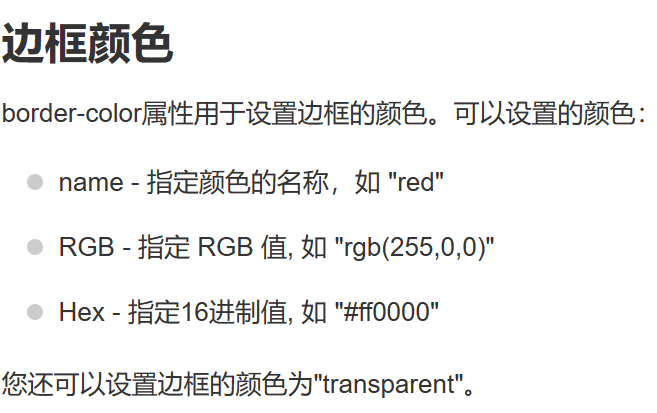 边框颜色
border-color属性用于设置边框的颜色。可以设置的颜色：
name - 指定颜色的名称，如 "red"
RGB - 指定 RGB 值, 如 "rgb(255,0,0)"
Hex - 指定16进制值, 如 "#ff0000"
您还可以设置边框的颜色为"transparent"。